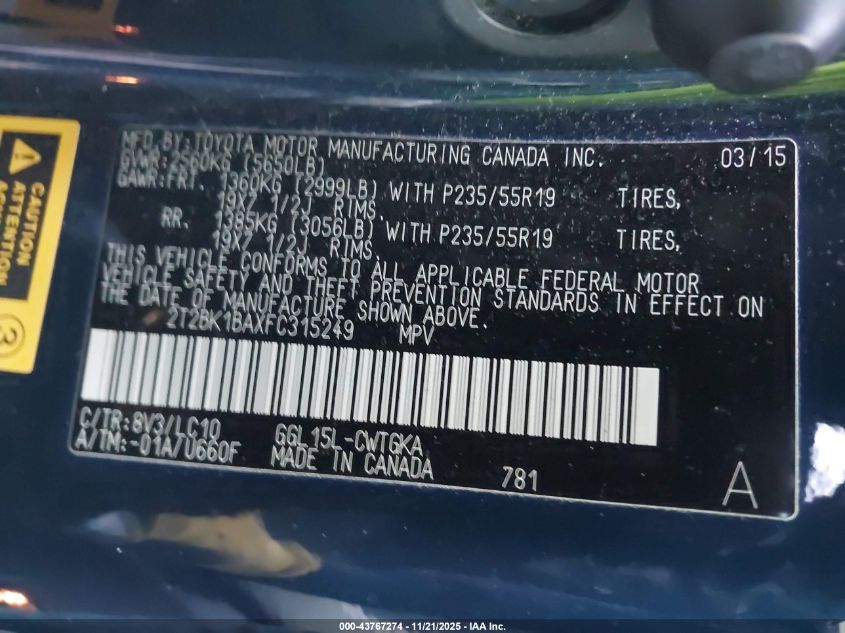 MFD.BY:TOYOTA MOTOR MANUFACTURING CANADA INC. 03/15
GVWR:2560KG (5650LB)
GAWR:FRT. 1360KG (2999LB) WITH P235/55R19 TIRES,
19X7 1/2J RIMS.
RR. 1385KG (3056LB) WITH P235/55R19 TIRES,
19X7 1/2J RIMS.
THIS VEHICLE CONFORMS TO ALL APPLICABLE FEDERAL MOTOR
VEHICLE SAFETY AND THEFT PREVENTION STANDARDS IN EFFECT ON
THE DATE OF MANUFACTURE SHOWN ABOVE.
2T2BK1BAXFC315249 MPV
C/TR:8V3/LC10 GGL15L-CWTGKA
A/TM:-01A/U660F MADE IN CANADA 781
A
CAUTION
ATTENTION
3
000-43767274 - 11/21/2025 - IAA Inc.